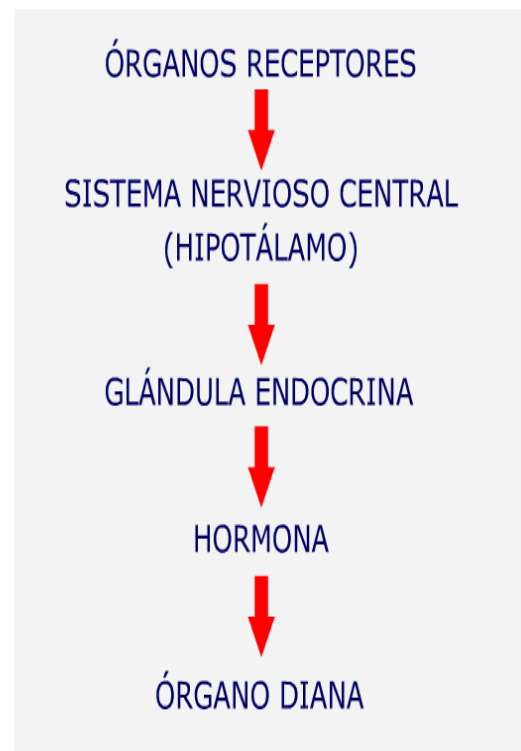 ÓRGANOS RECEPTORES
SISTEMA NERVIOSO CENTRAL
(HIPOTÁLAMO)
GLÁNDULA ENDOCRINA
HORMONA
ÓRGANO DIANA